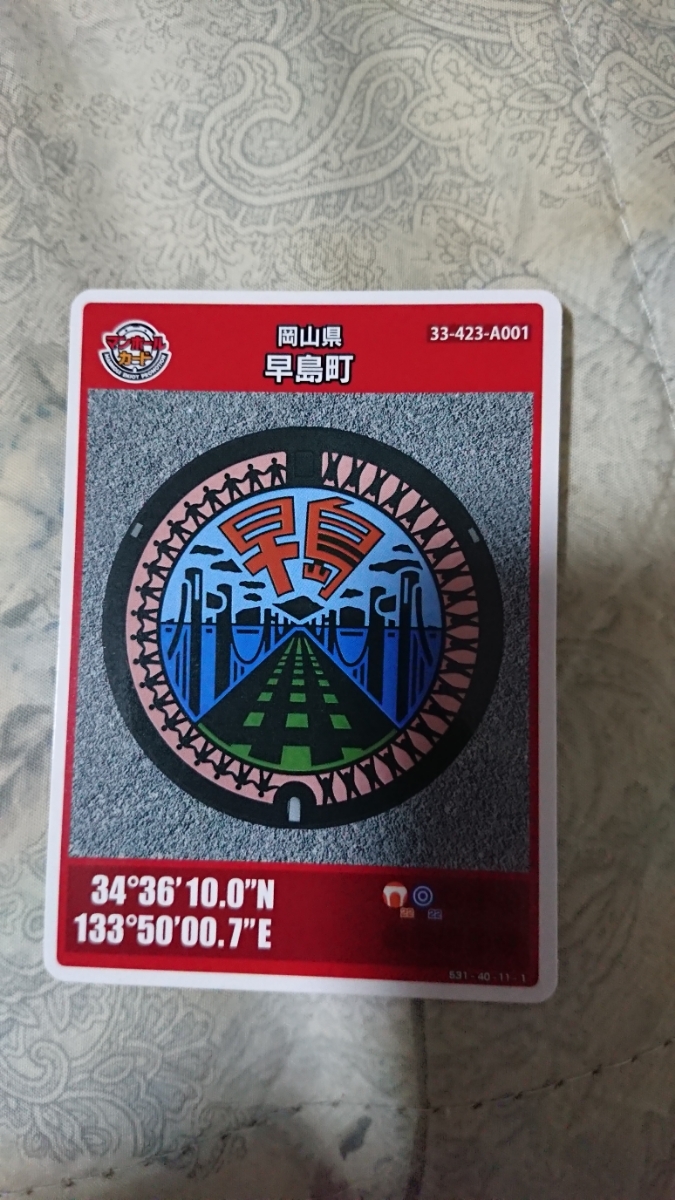 マンホール
カード
岡山県
早島町
33-423-A001
早島
34°36'10.0"N
133°50'00.7"E
531-40-11-1